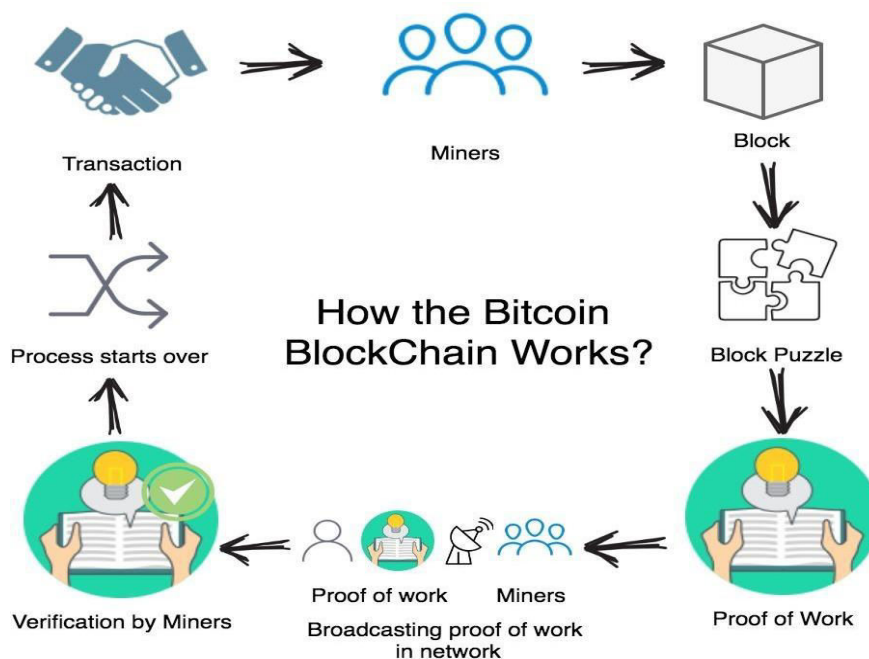 Transaction
Miners
Block
How the Bitcoin
BlockChain Works?
Process starts over
Block Puzzle
Verification by Miners
Proof of work
Miners
Broadcasting proof of work
in network
Proof of Work